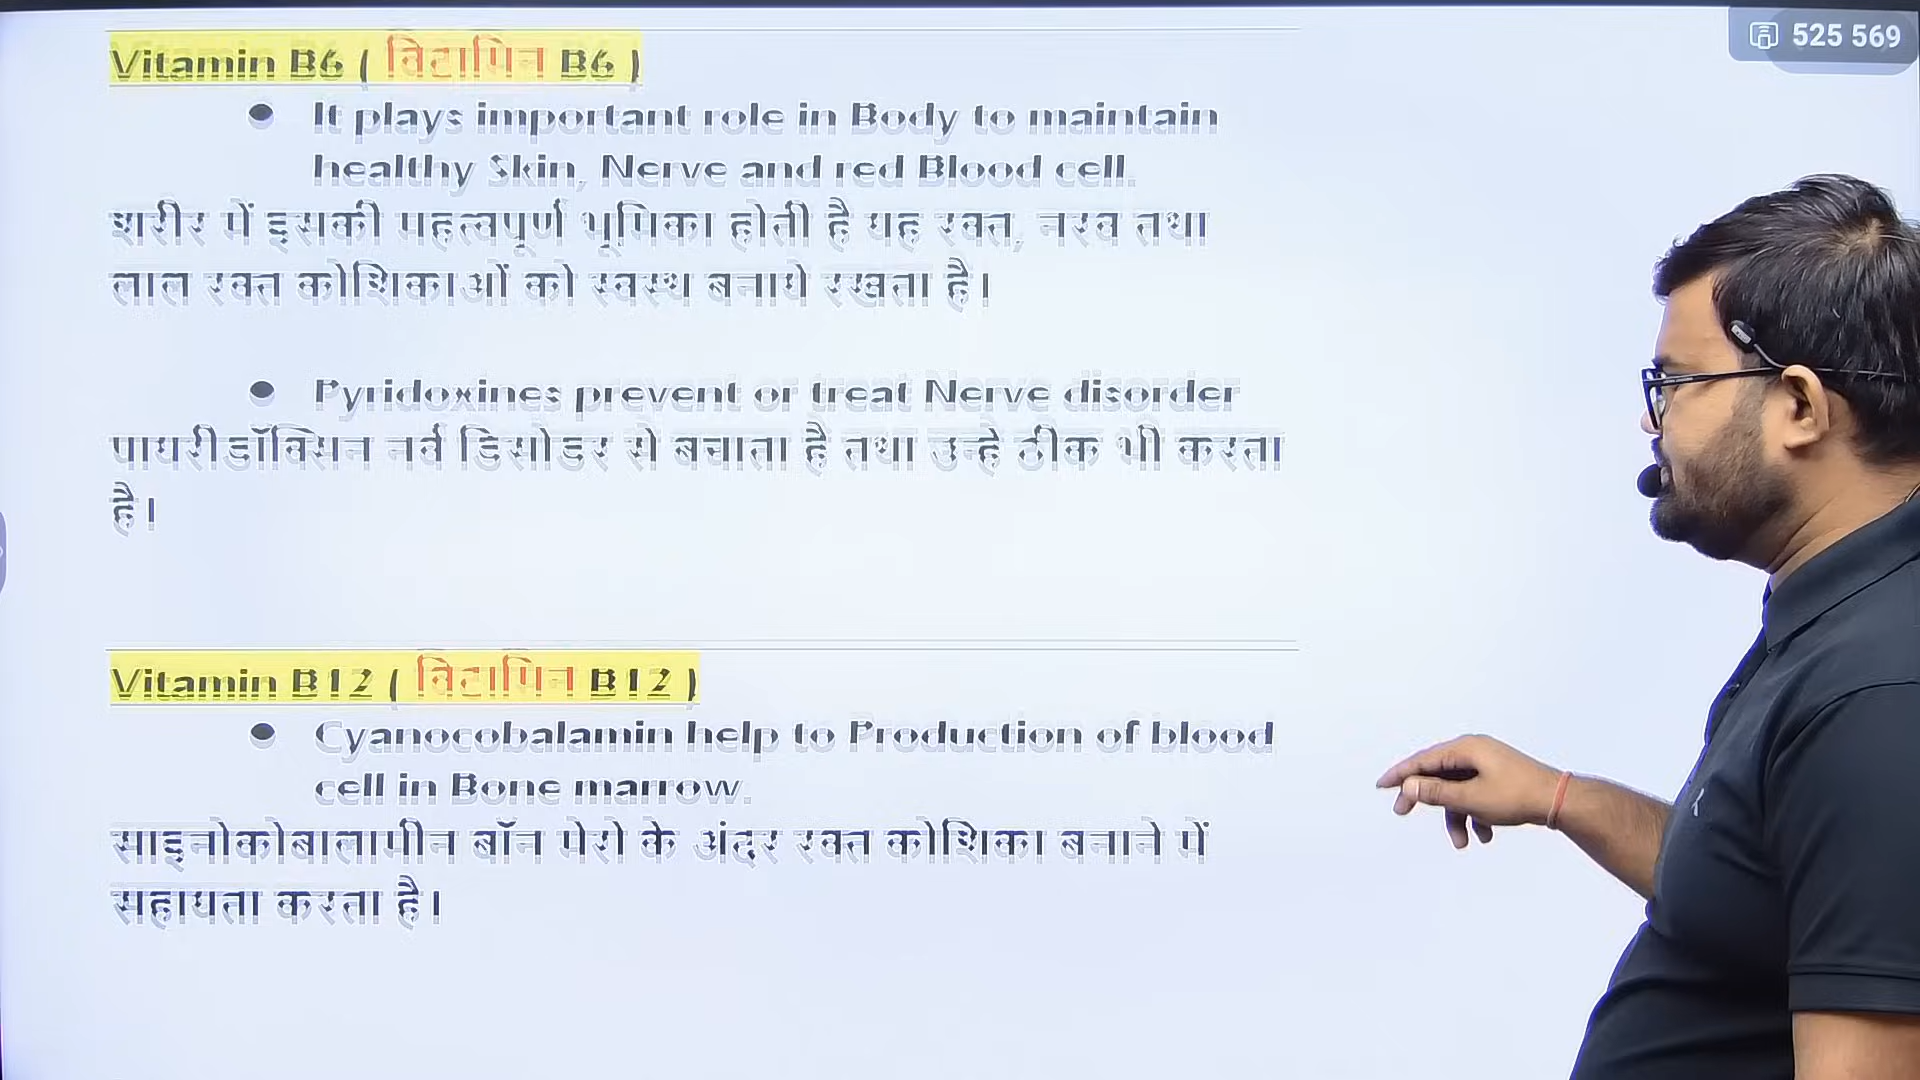 525 569
Vitamin B6 ( विटामिन B6 )
● It plays important role in Body to maintain
healthy Skin, Nerve and red Blood cell.
शरीर में इसकी महत्वपूर्ण भूमिका होती है यह रक्त, नरव तथा
लाल रक्त कोशिकाओं को स्वस्थ बनाये रखता है।
● Pyridoxines prevent or treat Nerve disorder
पायरीडॉक्सिन नर्व डिसोडर से बचाता है तथा उन्हे ठीक भी करता
है।
Vitamin B12 ( विटामिन B12 )
● Cyanocobalamin help to Production of blood
cell in Bone marrow.
साइनोकोबालामीन बॉन मेरो के अंदर रक्त कोशिका बनाने में
सहायता करता है।